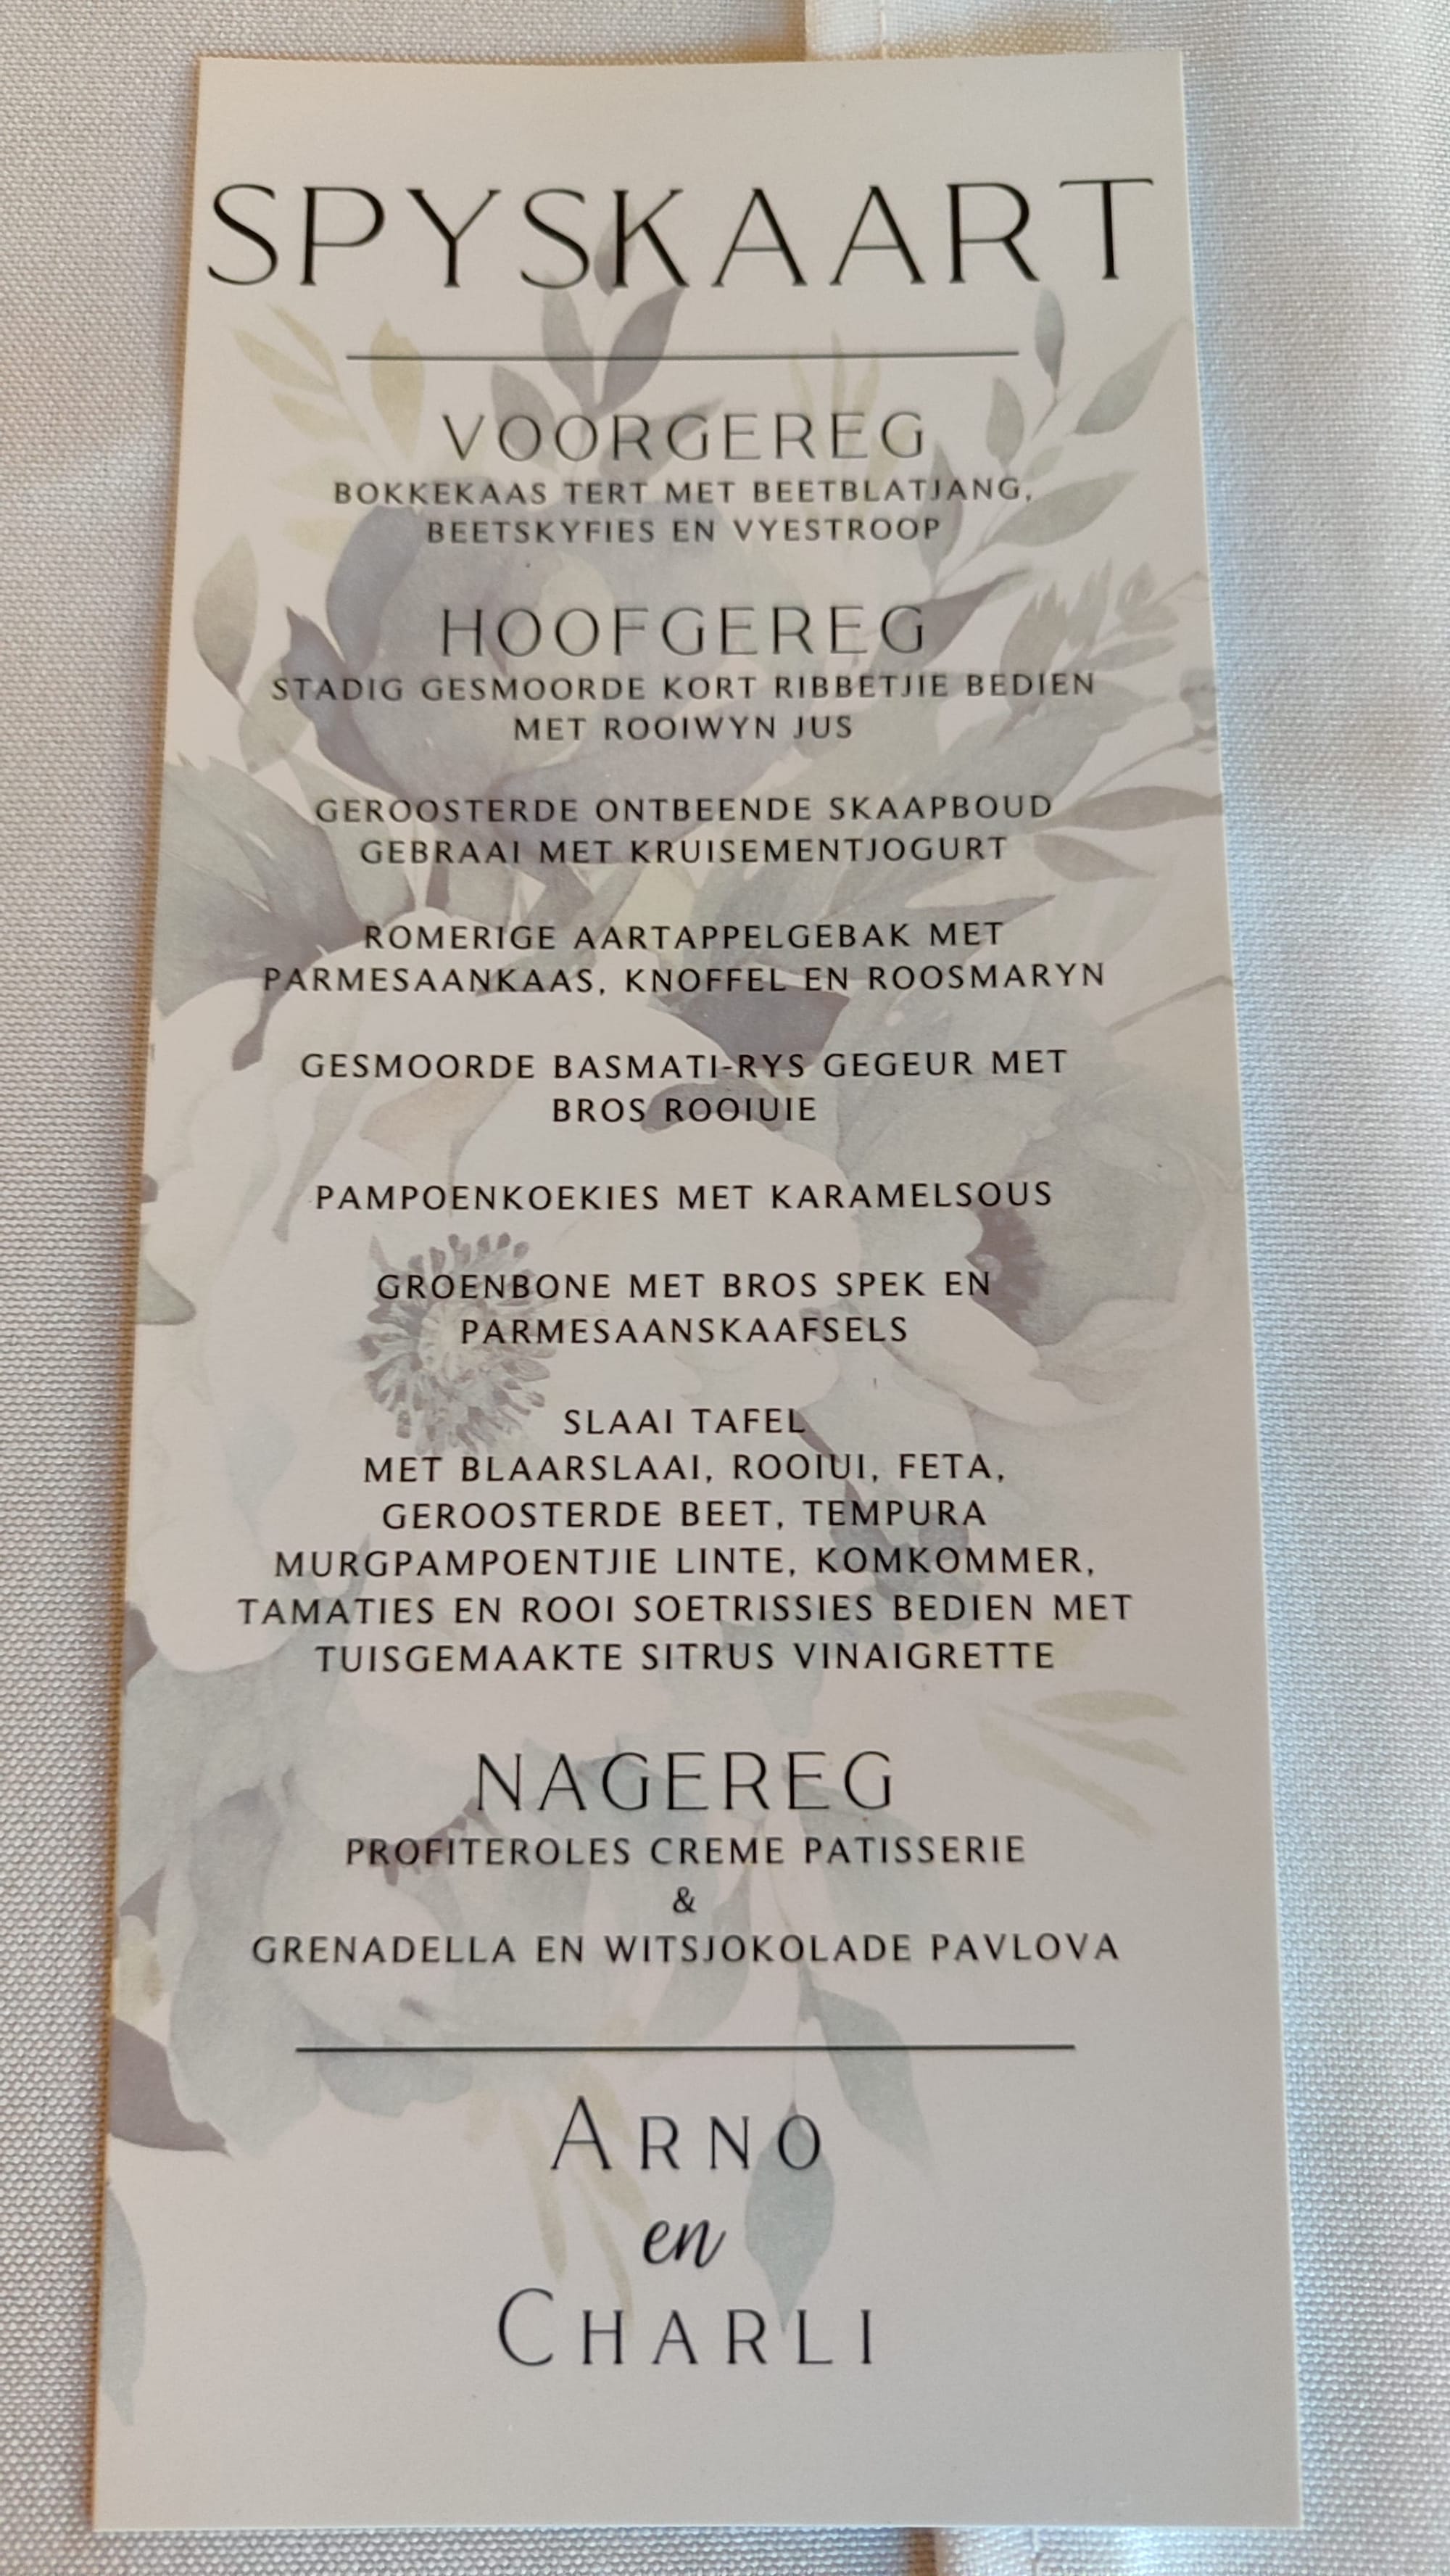 SPYSKAART
VOORGEREG
BOKKEKAAS TERT MET BEETBLATJANG,
BEETSKYFIES EN VYESTROOP
HOOFGEREG
STADIG GESMOORDE KORT RIBBETJIE BEDIEN
MET ROOIWYN JUS
GEROOSTERDE ONTBEENDE SKAAPBOUD
GEBRAAI MET KRUISEMENTJOGURT
ROMERIGE AARTAPPELGEBAK MET
PARMESAANKAAS, KNOFFEL EN ROOSMARYN
GESMOORDE BASMATI-RYS GEGEUR MET
BROS ROOIUIE
PAMPOENKOEKIES MET KARAMELSOUS
GROENBONE MET BROS SPEK EN
PARMESAANSKAAFSELS
SLAAI TAFEL
MET BLAARSLAAI, ROOIUI, FETA,
GEROOSTERDE BEET, TEMPURA
MURGPAMPOENTJIE LINTE, KOMKOMMER,
TAMATIES EN ROOI SOETRISSIES BEDIEN MET
TUISGEMAAKTE SITRUS VINAIGRETTE
NAGEREG
PROFITEROLES CREME PATISSERIE
&
GRENADELLA EN WITSJOKOLADE PAVLOVA
ARNO
en
CHARLI